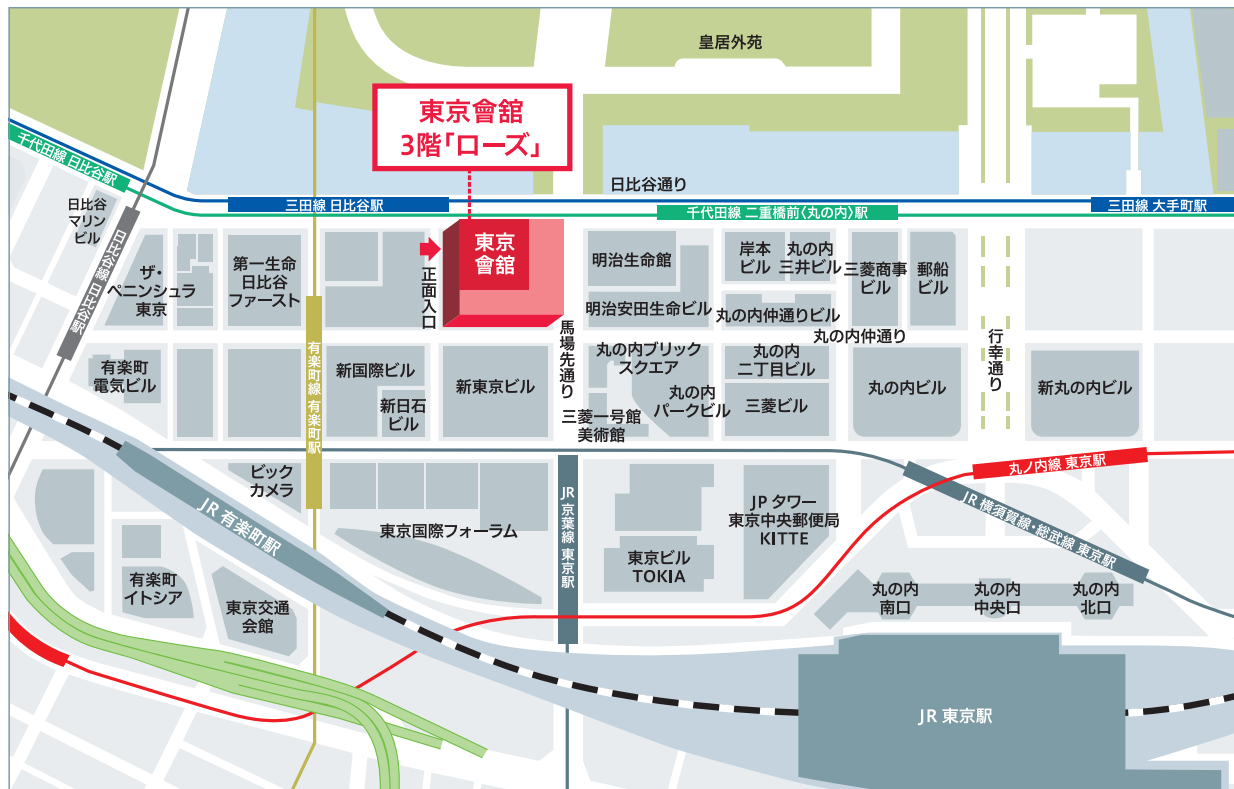 皇居外苑
東京會舘
3階「ローズ」
日比谷通り
千代田線 日比谷駅
三田線 日比谷駅
千代田線 二重橋前〈丸の内〉駅
三田線 大手町駅
日比谷
マリン
ビル
日比谷線 日比谷駅
ザ・
ペニンシュラ
東京
第一生命
日比谷
ファースト
正面入口
東京
會舘
明治生命館
明治安田生命ビル
岸本
ビル
丸の内
三井ビル
三菱商事
ビル
郵船
ビル
丸の内仲通りビル
丸の内仲通り
馬場先通り
行幸通り
有楽町
電気ビル
有楽町線 有楽町駅
新国際ビル
新日石
ビル
新東京ビル
丸の内ブリック
スクエア
丸の内
パークビル
三菱一号館
美術館
丸の内
二丁目ビル
三菱ビル
丸の内ビル
新丸の内ビル
丸ノ内線 東京駅
JR 横須賀線・総武線 東京駅
ビック
カメラ
JR 有楽町駅
東京国際フォーラム
JR 京葉線 東京駅
東京ビル
TOKIA
JP タワー
東京中央郵便局
KITTE
有楽町
イトシア
東京交通
会館
丸の内
南口
丸の内
中央口
丸の内
北口
JR 東京駅